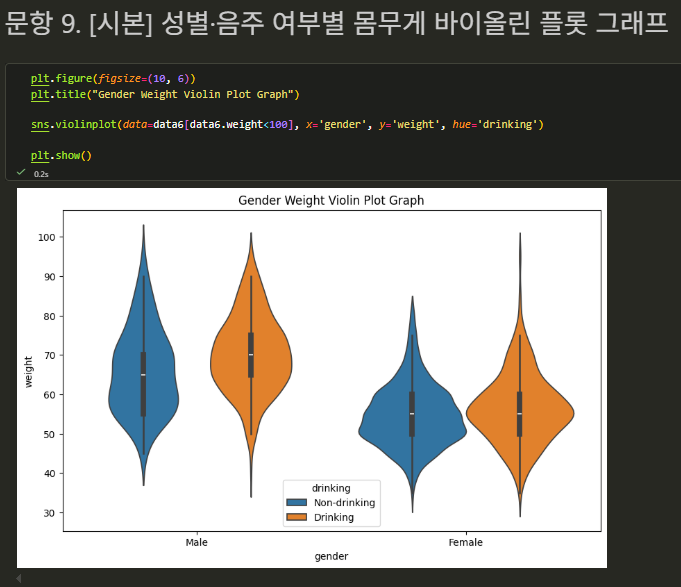 문항 9. [시본] 성별·음주 여부별 몸무게 바이올린 플롯 그래프
plt.figure(figsize=(10, 6))
plt.title("Gender Weight Violin Plot Graph")
sns.violinplot(data=data6[data6.weight<100], x='gender', y='weight', hue='drinking')
plt.show()
0.2s
Gender Weight Violin Plot Graph
100
90
80
70
60
50
40
30
weight
drinking
Non-drinking
Drinking
Male
Female
gender